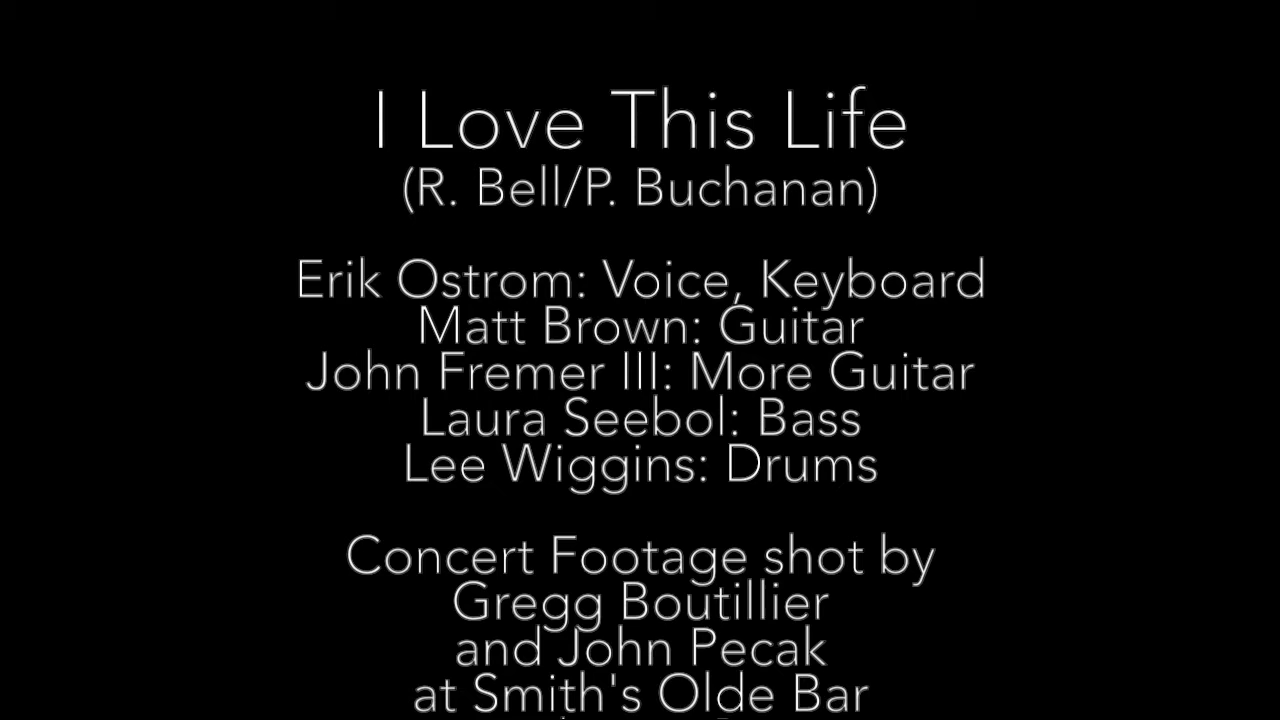 I Love This Life
(R. Bell/P. Buchanan)
Erik Ostrom: Voice, Keyboard
Matt Brown: Guitar
John Fremer III: More Guitar
Laura Seebol: Bass
Lee Wiggins: Drums
Concert Footage shot by
Gregg Boutillier
and John Pecak
at Smith's Olde Bar